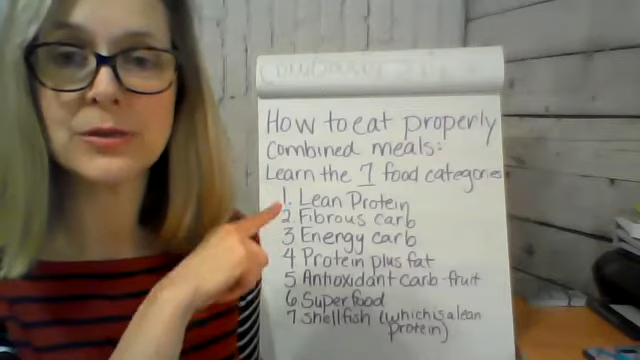 How to eat properly
combined meals:
Learn the 7 food categories
1. Lean Protein
2. Fibrous carb
3 Energy carb
4 Protein plus fat
5 Antioxidant carb-fruit
6 Superfood
7 shellfish (which is a lean
protein)